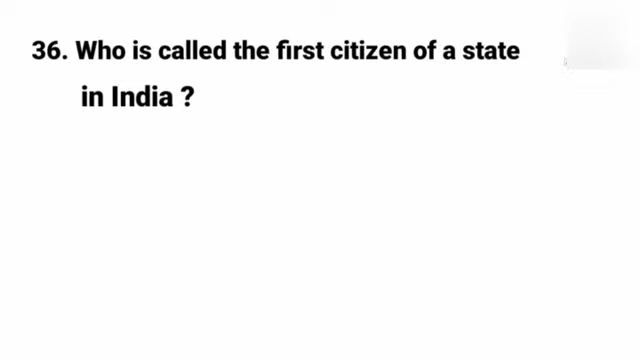 36. Who is called the first citizen of a state
in India ?